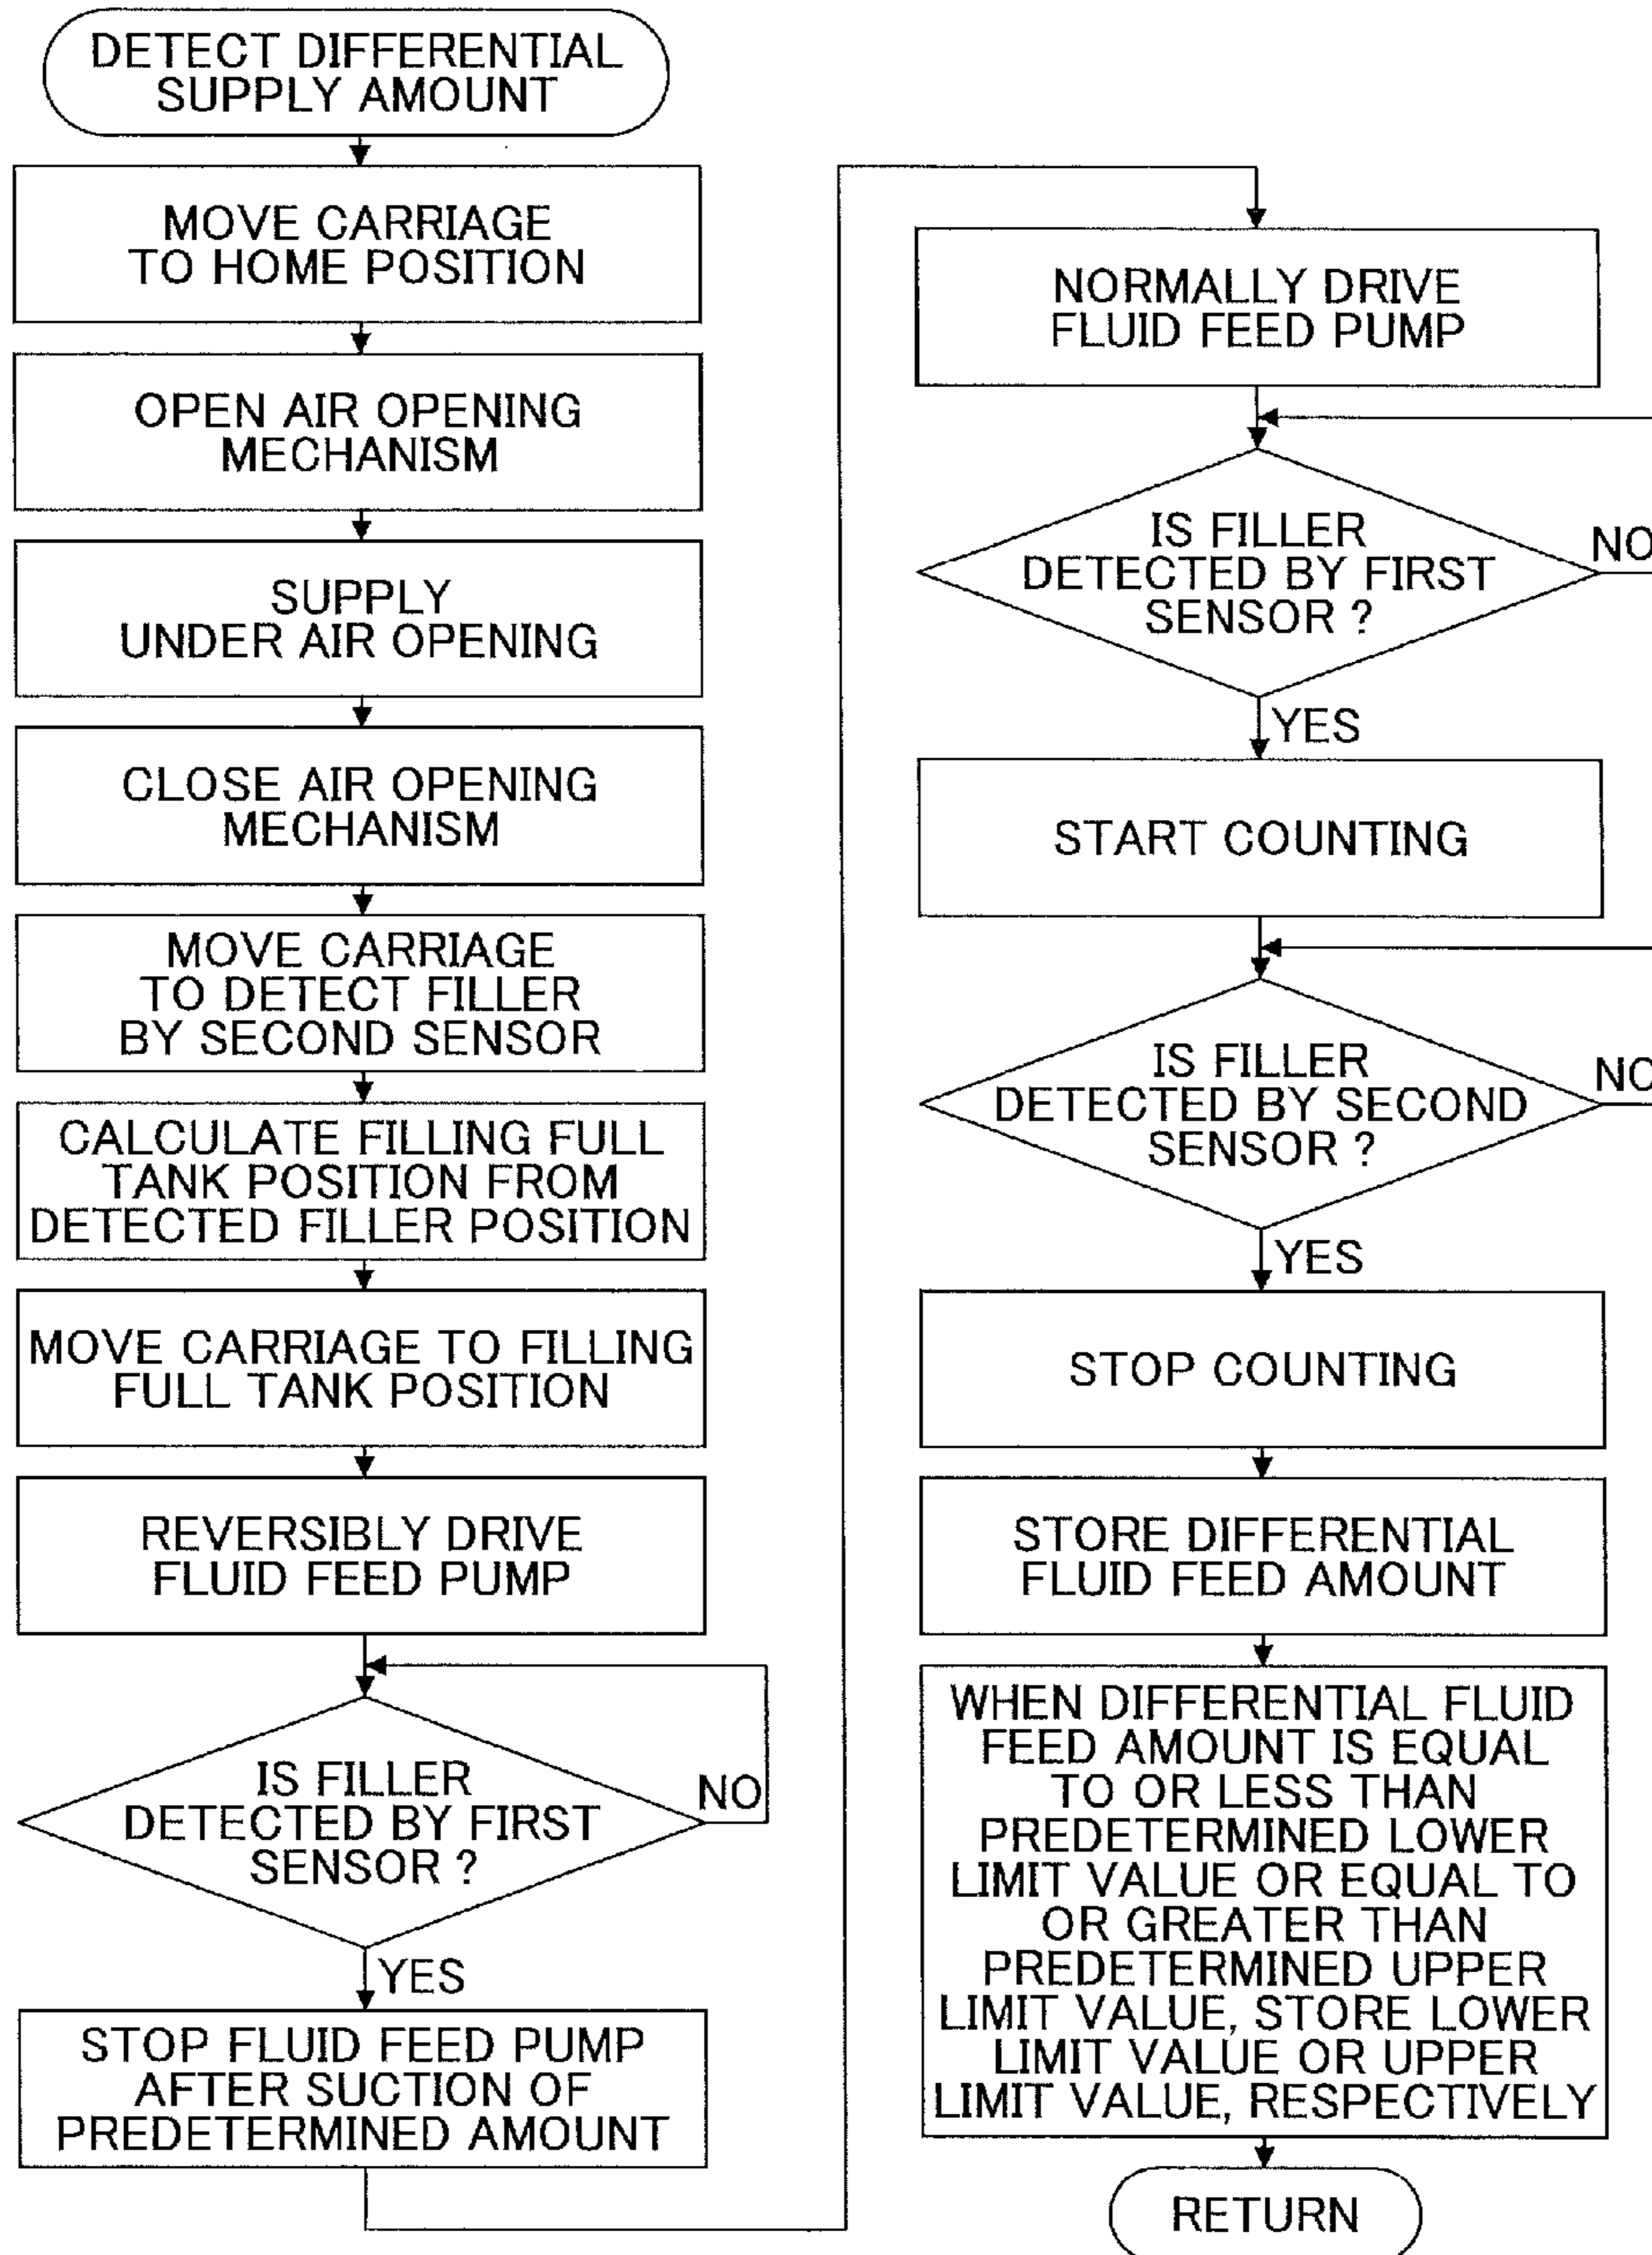 DETECT DIFFERENTIAL
SUPPLY AMOUNT
MOVE CARRIAGE
TO HOME POSITION
OPEN AIR OPENING
MECHANISM
SUPPLY
UNDER AIR OPENING
CLOSE AIR OPENING
MECHANISM
MOVE CARRIAGE
TO DETECT FILLER
BY SECOND SENSOR
CALCULATE FILLING FULL
TANK POSITION FROM
DETECTED FILLER POSITION
MOVE CARRIAGE TO FILLING
FULL TANK POSITION
REVERSIBLY DRIVE
FLUID FEED PUMP
IS FILLER
DETECTED BY FIRST
SENSOR ?
NO
YES
STOP FLUID FEED PUMP
AFTER SUCTION OF
PREDETERMINED AMOUNT
NORMALLY DRIVE
FLUID FEED PUMP
IS FILLER
DETECTED BY FIRST
SENSOR ?
NO
YES
START COUNTING
IS FILLER
DETECTED BY SECOND
SENSOR ?
NO
YES
STOP COUNTING
STORE DIFFERENTIAL
FLUID FEED AMOUNT
WHEN DIFFERENTIAL FLUID
FEED AMOUNT IS EQUAL
TO OR LESS THAN
PREDETERMINED LOWER
LIMIT VALUE OR EQUAL TO
OR GREATER THAN
PREDETERMINED UPPER
LIMIT VALUE, STORE LOWER
LIMIT VALUE OR UPPER
LIMIT VALUE, RESPECTIVELY
RETURN